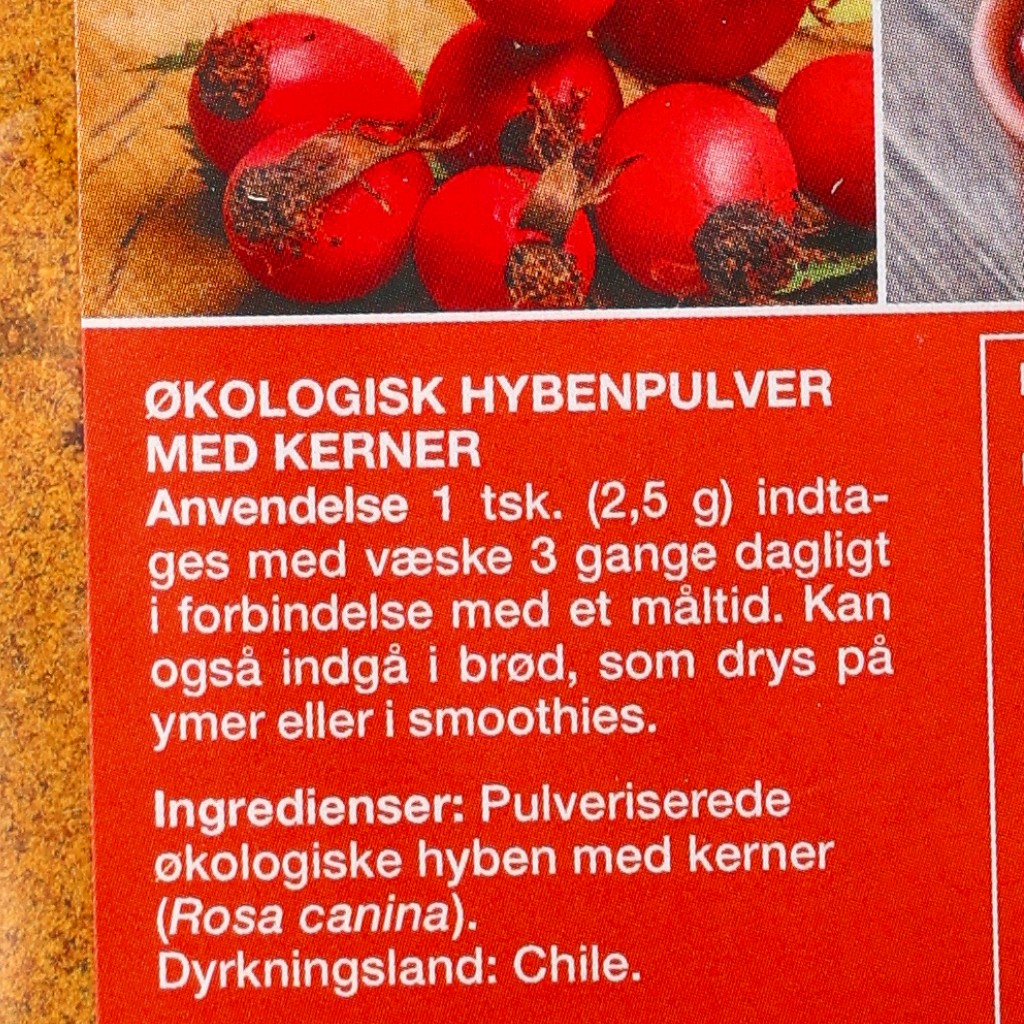 ØKOLOGISK HYBENPULVER
MED KERNER
Anvendelse 1 tsk. (2,5 g) indta-
ges med væske 3 gange dagligt
i forbindelse med et måltid. Kan
også indgå i brød, som drys på
ymer eller i smoothies.
Ingredienser: Pulveriserede
økologiske hyben med kerner
(Rosa canina).
Dyrkningsland: Chile.